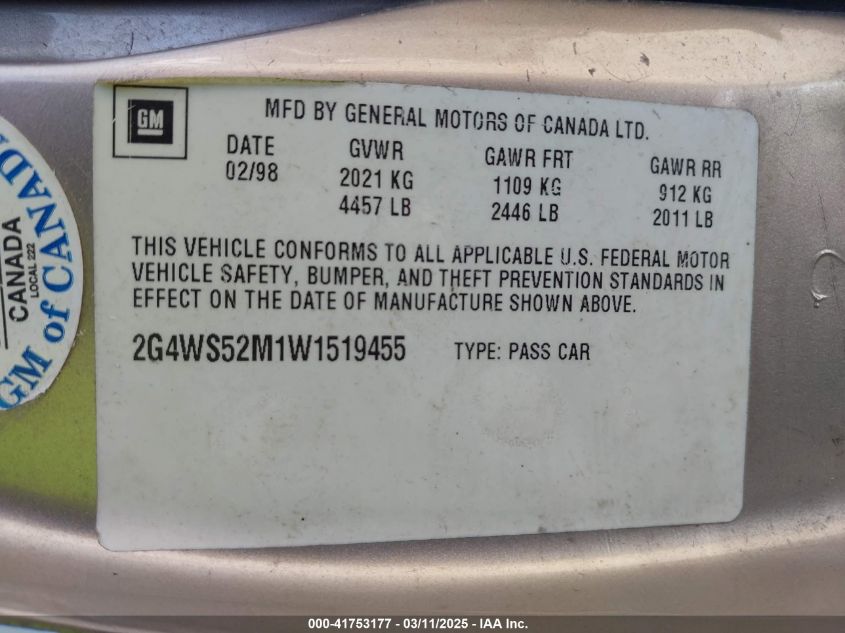 GM
MFD BY GENERAL MOTORS OF CANADA LTD.
DATE GVWR GAWR FRT GAWR RR
02/98 2021 KG 1109 KG 912 KG
4457 LB 2446 LB 2011 LB
THIS VEHICLE CONFORMS TO ALL APPLICABLE U.S. FEDERAL MOTOR
VEHICLE SAFETY, BUMPER, AND THEFT PREVENTION STANDARDS IN
EFFECT ON THE DATE OF MANUFACTURE SHOWN ABOVE.
2G4WS52M1W1519455 TYPE: PASS CAR
CANADA
LOCAL 222
GM of CANAD
000-41753177 - 03/11/2025 - IAA Inc.